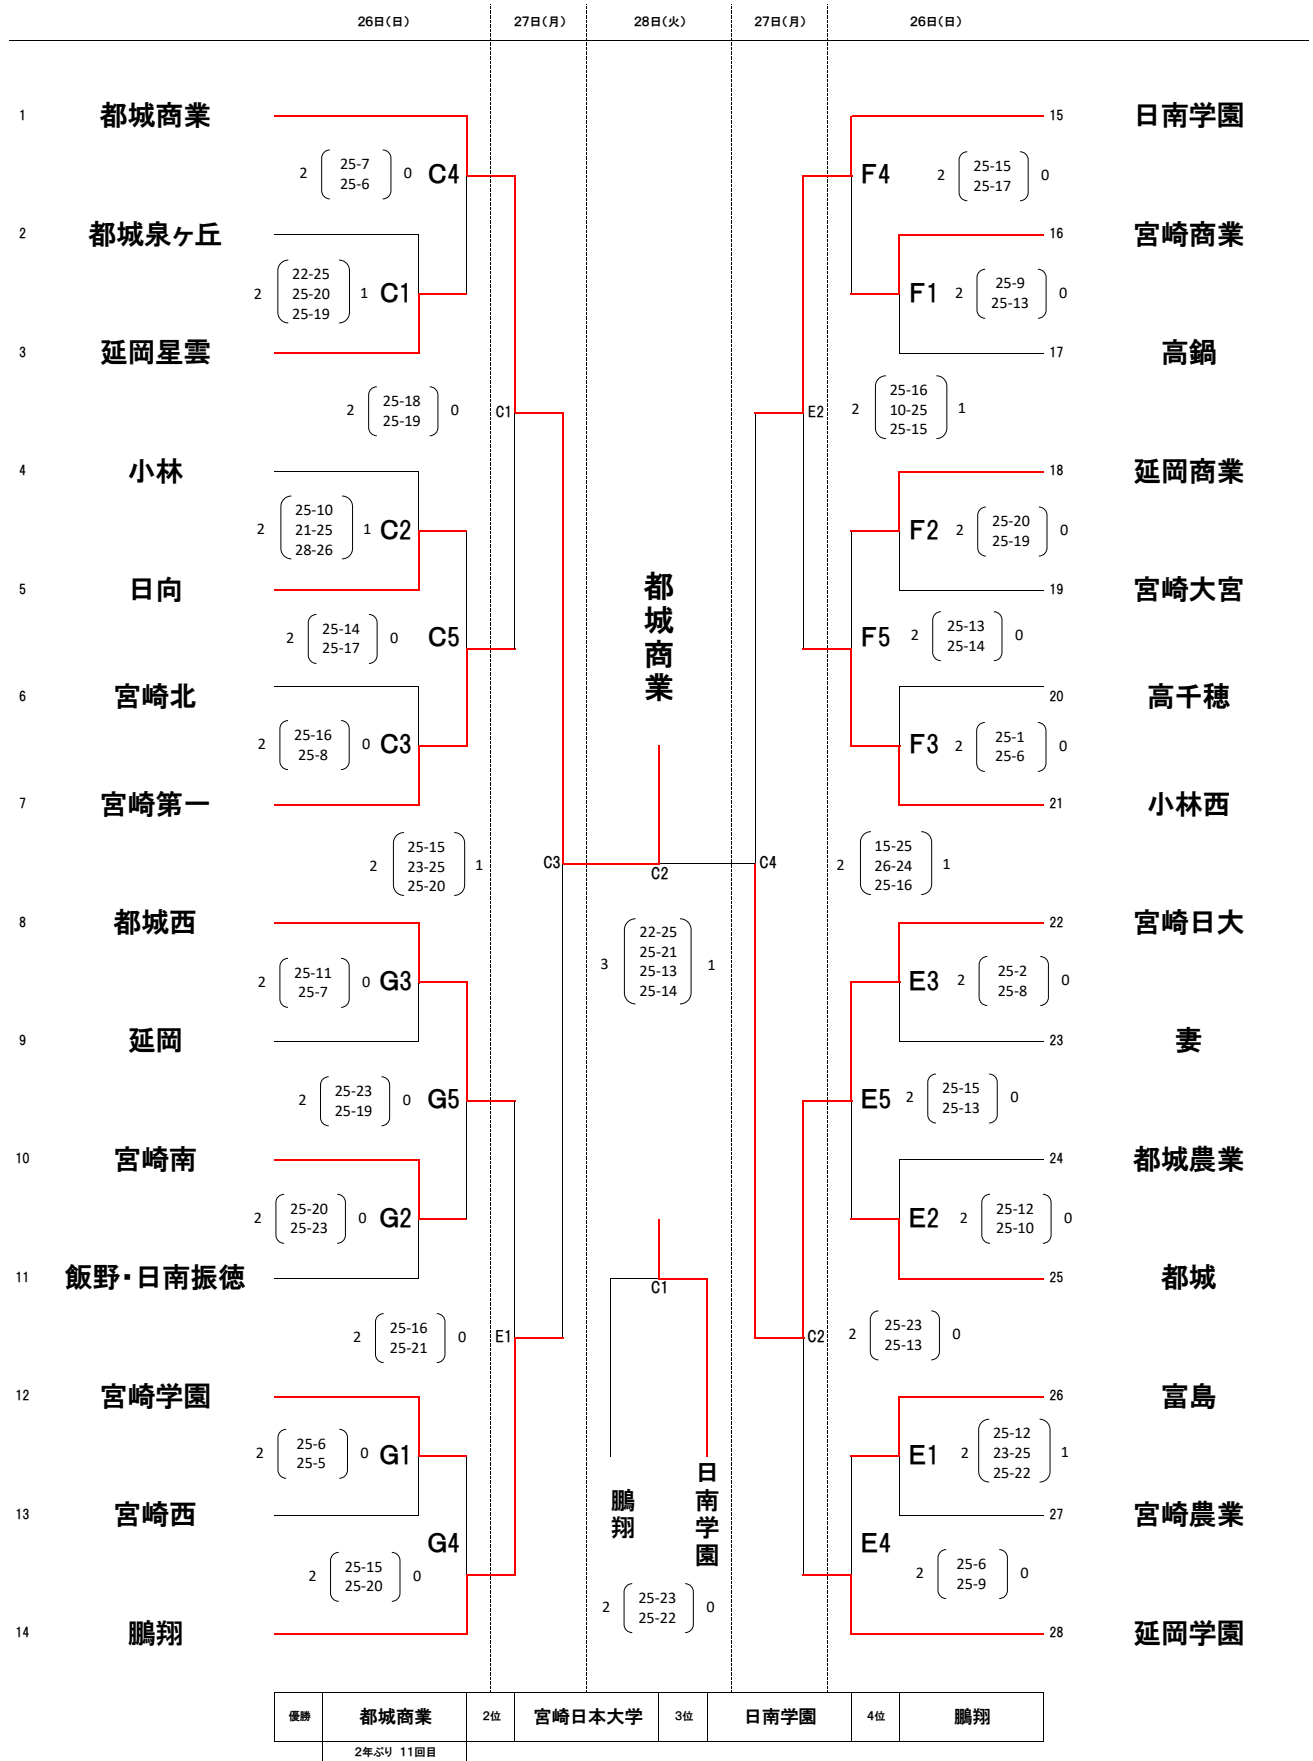 26日(日) 27日(月) 28日(火) 27日(月) 26日(日)
1 都城商業 15 日南学園
2 25-7 0 C4 F4 2 25-15 0
25-6 25-17
2 都城泉ヶ丘 16 宮崎商業
22-25
2 25-20 1 C1 F1 2 25-9 0
25-19 25-13
3 延岡星雲 17 高鍋
2 25-18 0 C1 E2 2 25-16 1
25-19 10-25
25-15
4 小林 18 延岡商業
2 25-10 1 C2 F2 2 25-20 0
21-25 25-19
28-26
5 日向 19 宮崎大宮
都城商業
2 25-14 0 C5 F5 2 25-13 0
25-17 25-14
6 宮崎北 20 高千穂
2 25-16 0 C3 F3 2 25-1 0
25-8 25-6
7 宮崎第一 21 小林西
2 25-15 1 C3 C2 C4 2 15-25 1
23-25 26-24
25-20 25-16
8 都城西 22 宮崎日大
3 22-25 1
25-21
25-13
25-14
2 25-11 0 G3 E3 2 25-2 0
25-7 25-8
9 延岡 23 妻
2 25-23 0 G5 E5 2 25-15 0
25-19 25-13
10 宮崎南 24 都城農業
2 25-20 0 G2 E2 2 25-12 0
25-23 25-10
11 飯野・日南振徳 C1 25 都城
2 25-16 0 E1 C2 2 25-23 0
25-21 25-13
12 宮崎学園 26 富島
2 25-6 0 G1 E1 2 25-12 1
25-5 23-25
25-22
鵬翔 日南学園
13 宮崎西 27 宮崎農業
G4 E4
2 25-15 0 2 25-23 0 2 25-6 0
25-20 25-22 25-9
14 鵬翔 28 延岡学園
優勝 都城商業 2位 宮崎日本大学 3位 日南学園 4位 鵬翔
2年ぶり 11回目